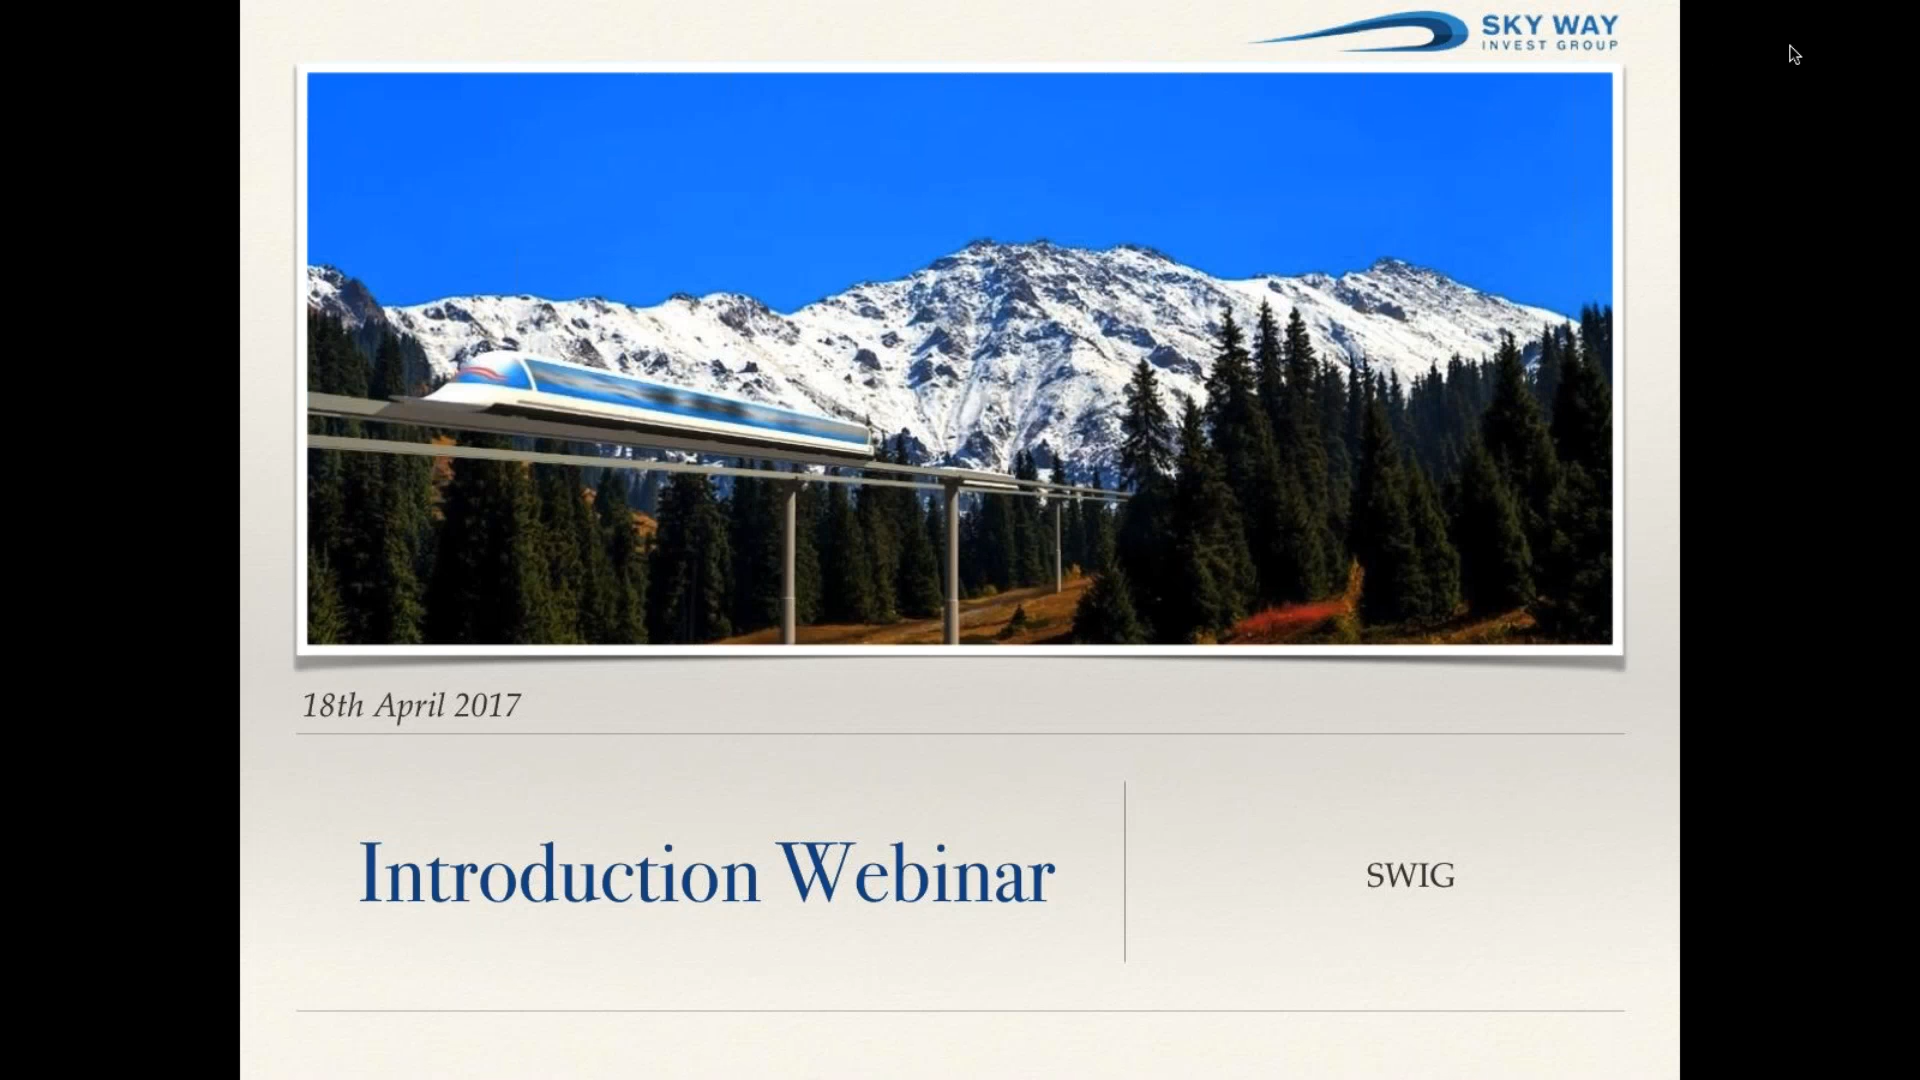 SKY WAY
INVEST GROUP
18th April 2017
Introduction Webinar
SWIG